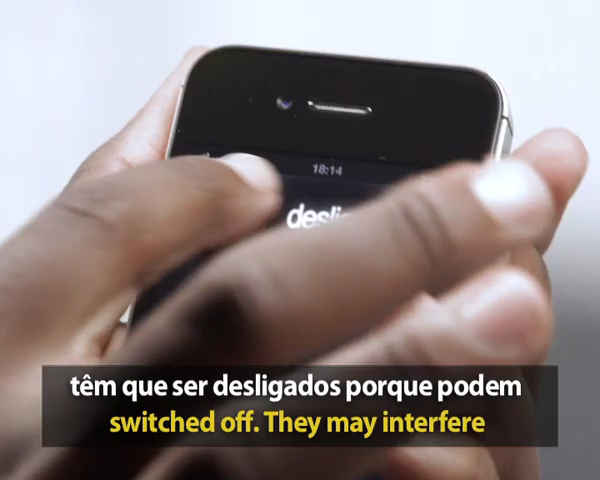 18:14
têm que ser desligados porque podem
switched off. They may interfere